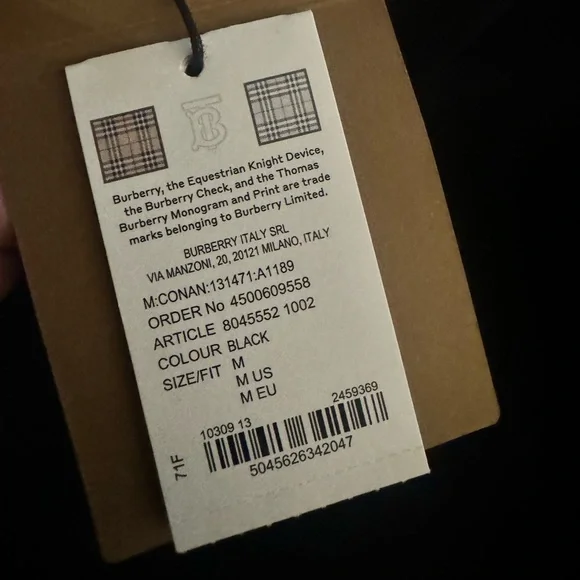 Burberry, the Equestrian Knight Device,
the Burberry Check, and the Thomas
Burberry Monogram and Print are trade
marks belonging to Burberry Limited.
BURBERRY ITALY SRL
VIA MANZONI, 20, 20121 MILANO, ITALY
M:CONAN:131471:A1189
ORDER No 4500609558
ARTICLE 8045552 1002
COLOUR BLACK
SIZE/FIT M
M US
M EU
10309 13 2459369
71F
5045626342047